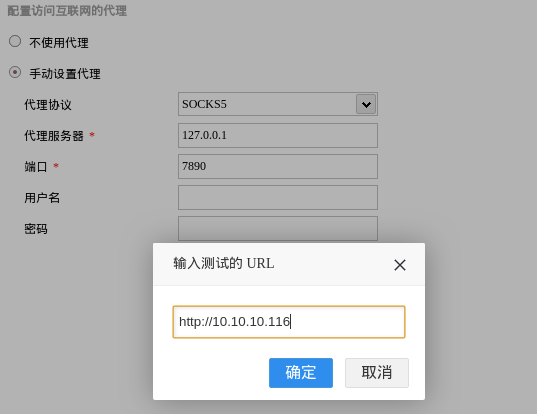 配置访问互联网的代理
不使用代理
手动设置代理
代理协议 SOCKS5
代理服务器 * 127.0.0.1
端口 * 7890
用户名
密码
输入测试的 URL
http://10.10.10.116
确定 取消